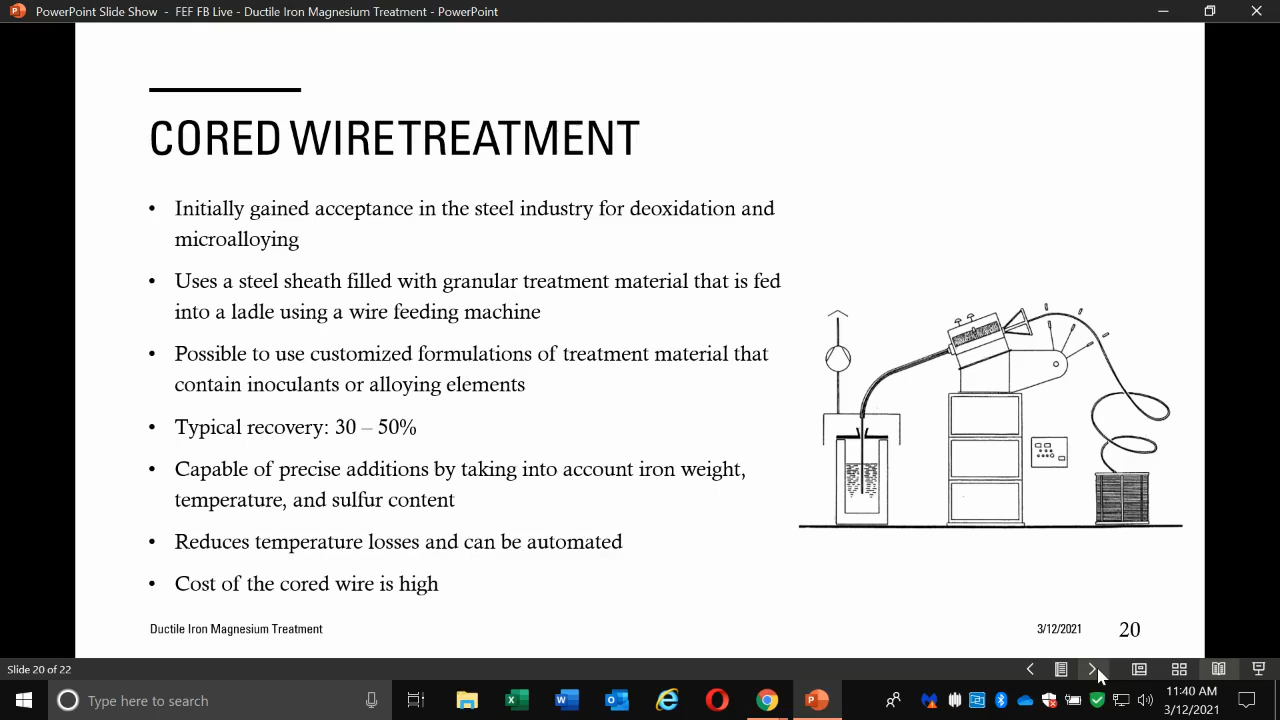 PowerPoint Slide Show - FEF FB Live - Ductile Iron Magnesium Treatment - PowerPoint
CORED WIRE TREATMENT
• Initially gained acceptance in the steel industry for deoxidation and
microalloying
• Uses a steel sheath filled with granular treatment material that is fed
into a ladle using a wire feeding machine
• Possible to use customized formulations of treatment material that
contain inoculants or alloying elements
• Typical recovery: 30 – 50%
• Capable of precise additions by taking into account iron weight,
temperature, and sulfur content
• Reduces temperature losses and can be automated
• Cost of the cored wire is high
Ductile Iron Magnesium Treatment 3/12/2021 20
Slide 20 of 22
Type here to search
11:40 AM
3/12/2021